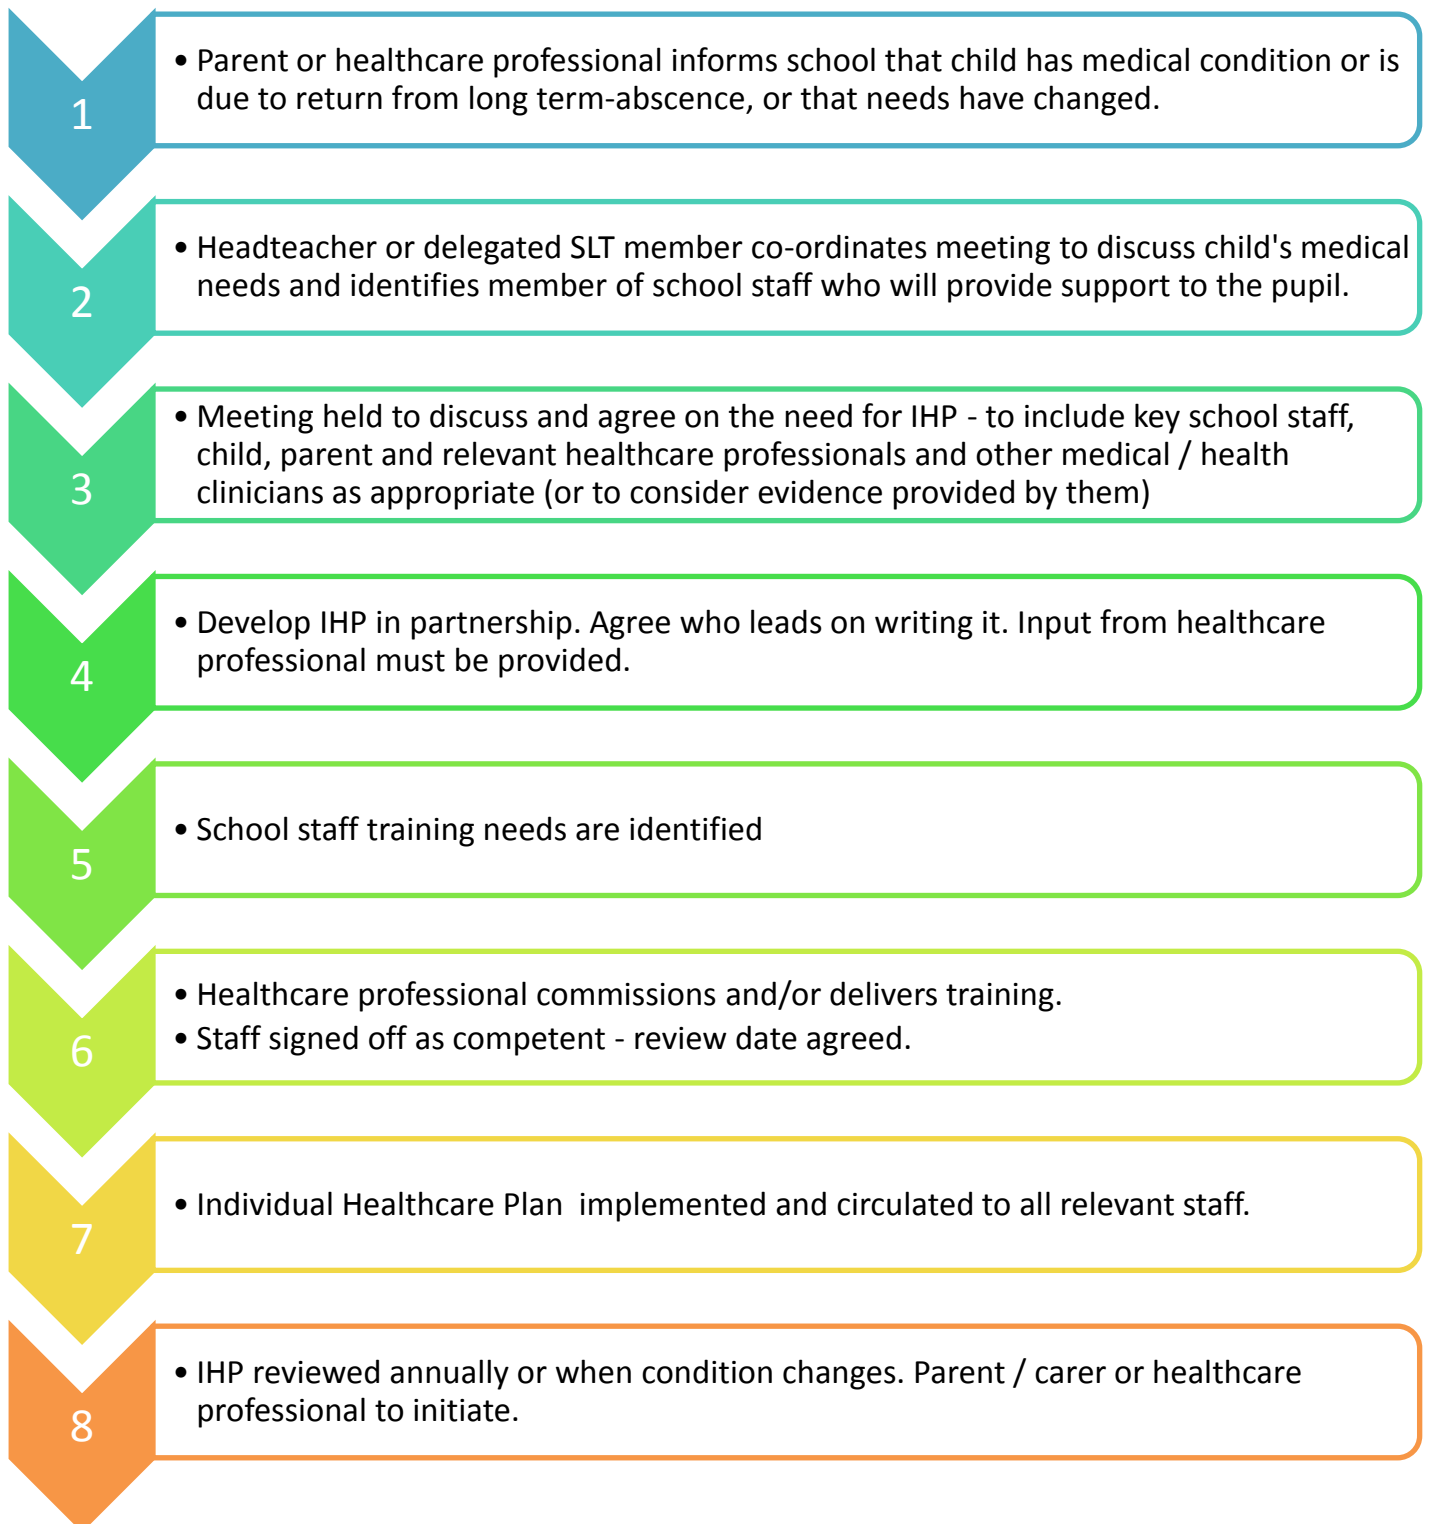 1
• Parent or healthcare professional informs school that child has medical condition or is
due to return from long term-abscence, or that needs have changed.
2
• Headteacher or delegated SLT member co-ordinates meeting to discuss child's medical
needs and identifies member of school staff who will provide support to the pupil.
3
• Meeting held to discuss and agree on the need for IHP - to include key school staff,
child, parent and relevant healthcare professionals and other medical / health
clinicians as appropriate (or to consider evidence provided by them)
4
• Develop IHP in partnership. Agree who leads on writing it. Input from healthcare
professional must be provided.
5
• School staff training needs are identified
6
• Healthcare professional commissions and/or delivers training.
• Staff signed off as competent - review date agreed.
7
• Individual Healthcare Plan  implemented and circulated to all relevant staff.
8
• IHP reviewed annually or when condition changes. Parent / carer or healthcare
professional to initiate.